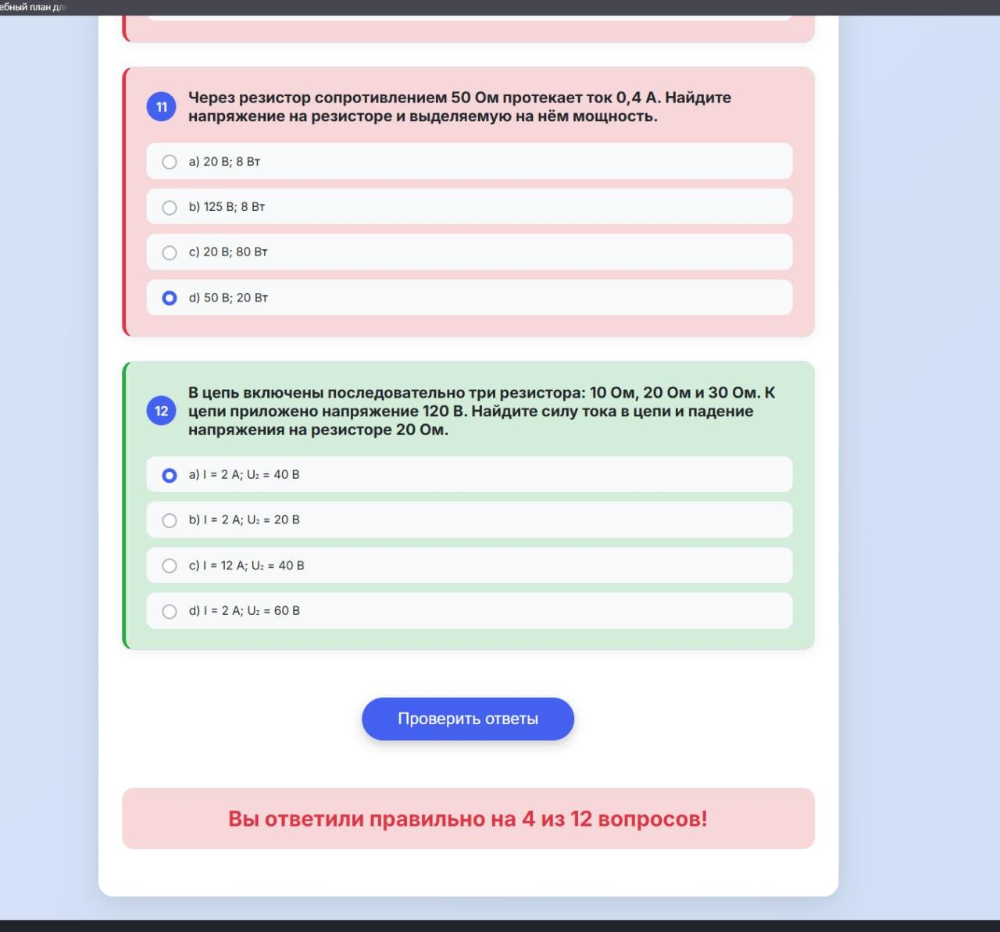 ебный план для
11
Через резистор сопротивлением 50 Ом протекает ток 0,4 А. Найдите
напряжение на резисторе и выделяемую на нём мощность.
a) 20 В; 8 Вт
b) 125 В; 8 Вт
c) 20 В; 80 Вт
d) 50 В; 20 Вт
12
В цепь включены последовательно три резистора: 10 Ом, 20 Ом и 30 Ом. К
цепи приложено напряжение 120 В. Найдите силу тока в цепи и падение
напряжения на резисторе 20 Ом.
a) I = 2 А; U₂ = 40 В
b) I = 2 А; U₂ = 20 В
c) I = 12 А; U₂ = 40 В
d) I = 2 А; U₂ = 60 В
Проверить ответы
Вы ответили правильно на 4 из 12 вопросов!